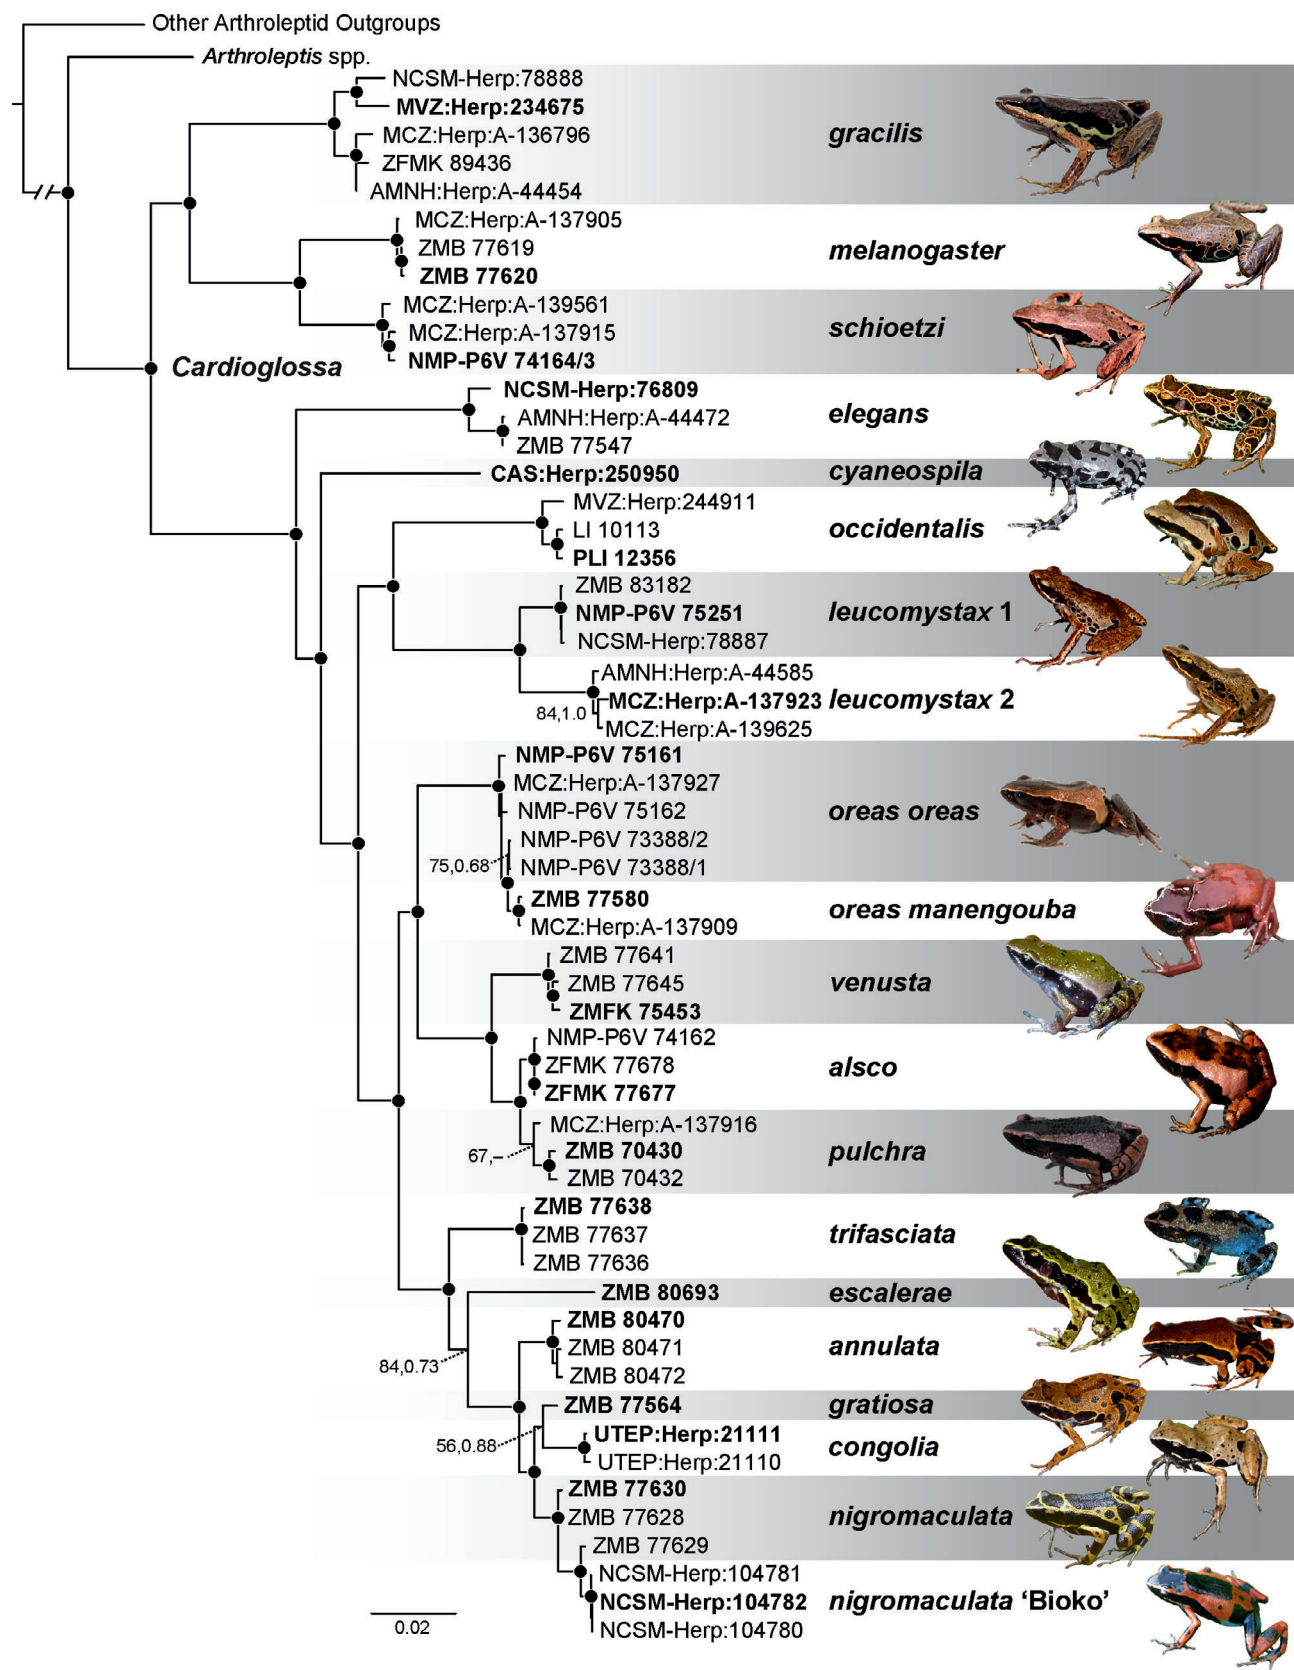 Other Arthroleptid Outgroups
Arthroleptis spp.
NCSM-Herp:78888
MVZ:Herp:234675
MCZ:Herp:A-136796
gracilis
ZFMK 89436
AMNH:Herp:A-44454
MCZ:Herp:A-137905
ZMB 77619
melanogaster
ZMB 77620
MCZ:Herp:A-139561
MCZ:Herp:A-137915
schioetzi
NMP-P6V 74164/3
Cardioglossa
NCSM-Herp:76809
AMNH:Herp:A-44472
elegans
ZMB 77547
CAS:Herp:250950
cyaneospila
MVZ:Herp:244911
LI 10113
occidentalis
PLI 12356
ZMB 83182
NMP-P6V 75251
leucomystax 1
NCSM-Herp:78887
AMNH:Herp:A-44585
MCZ:Herp:A-137923
leucomystax 2
84,1.0
MCZ:Herp:A-139625
NMP-P6V 75161
MCZ:Herp:A-137927
NMP-P6V 75162
oreas oreas
NMP-P6V 73388/2
75,0.68
NMP-P6V 73388/1
ZMB 77580
oreas manengouba
MCZ:Herp:A-137909
ZMB 77641
ZMB 77645
venusta
ZMFK 75453
NMP-P6V 74162
ZFMK 77678
alsco
ZFMK 77677
MCZ:Herp:A-137916
ZMB 70430
pulchra
67,–
ZMB 70432
ZMB 77638
ZMB 77637
trifasciata
ZMB 77636
ZMB 80693
escalerae
ZMB 80470
ZMB 80471
annulata
84,0.73
ZMB 80472
ZMB 77564
gratiosa
UTEP:Herp:21111
56,0.88
congolia
UTEP:Herp:21110
ZMB 77630
ZMB 77628
nigromaculata
ZMB 77629
NCSM-Herp:104781
NCSM-Herp:104782
nigromaculata ‘Bioko’
NCSM-Herp:104780
0.02